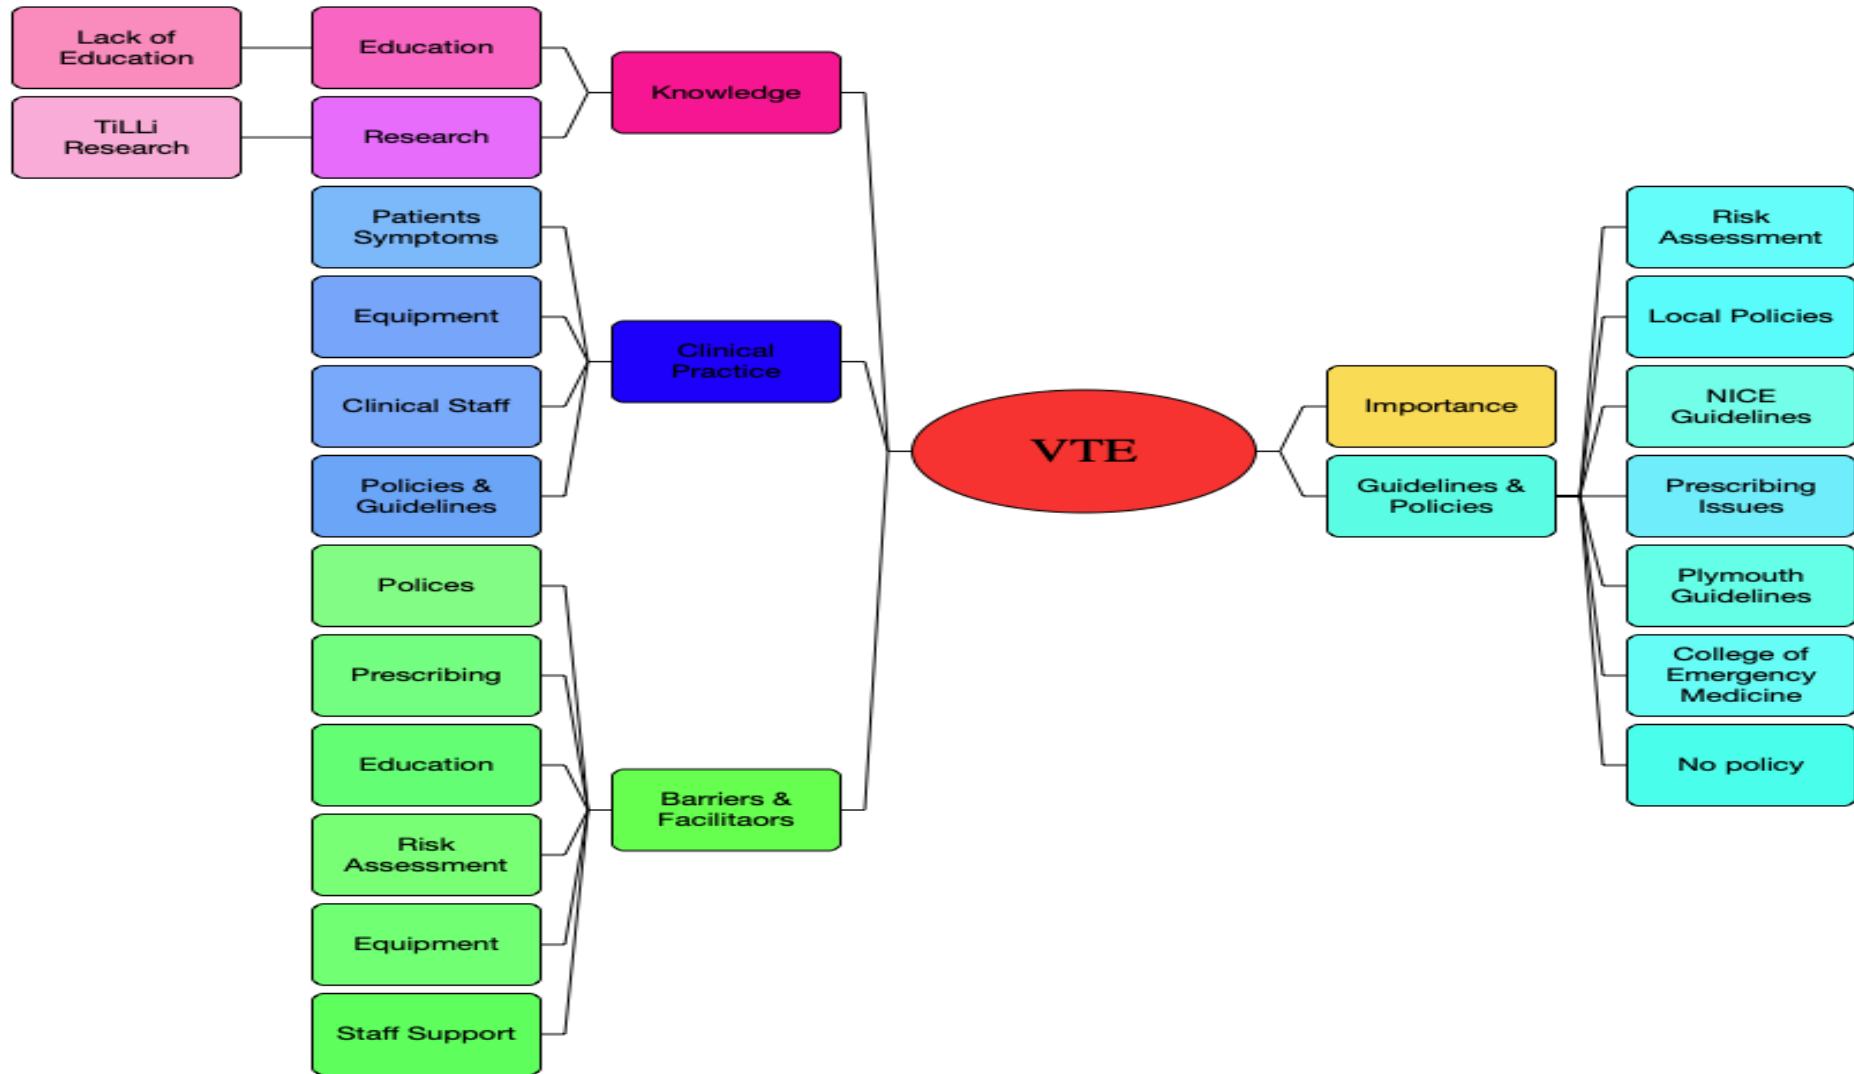 Lack of
Education
Education
Knowledge
TiLLi
Research
Research
Patients
Symptoms
Equipment
Clinical
Practice
Clinical Staff
Policies &
Guidelines
Polices
Prescribing
Education
Barriers &
Facilitaors
Risk
Assessment
Equipment
Staff Support
VTE
Importance
Guidelines &
Policies
Risk
Assessment
Local Policies
NICE
Guidelines
Prescribing
Issues
Plymouth
Guidelines
College of
Emergency
Medicine
No policy